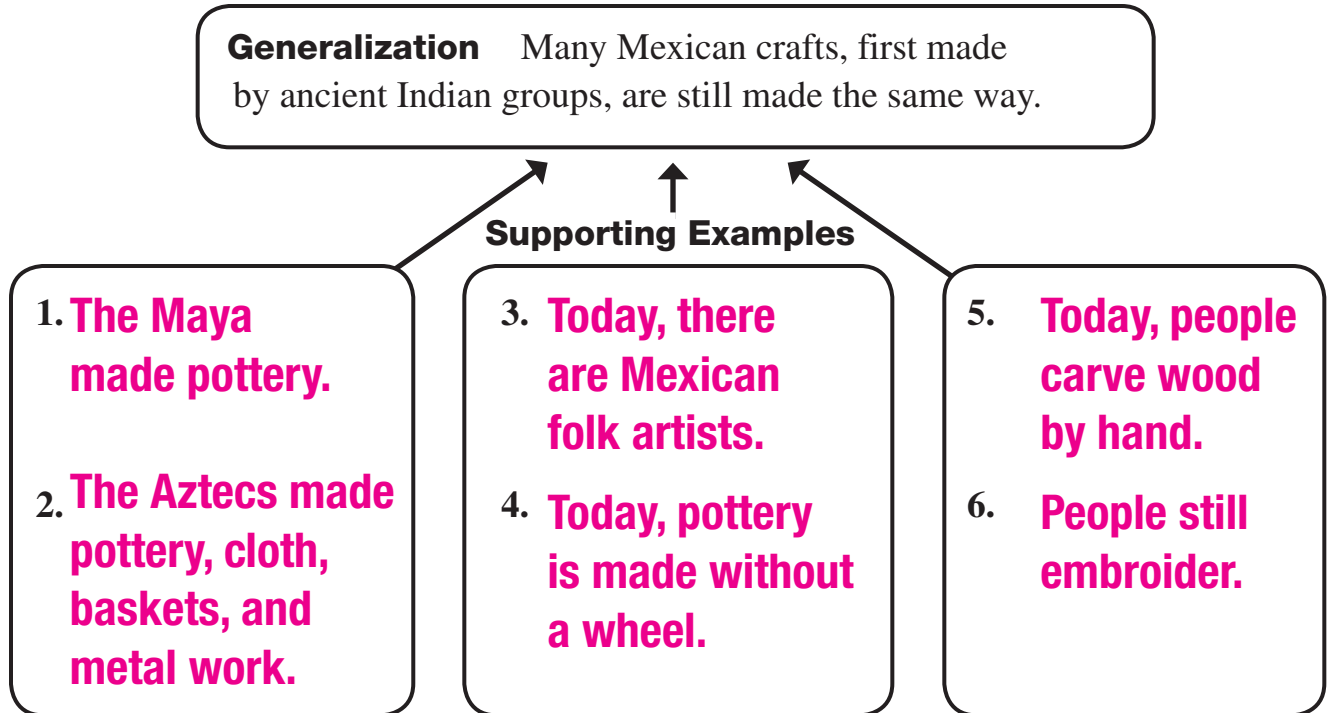 Generalization Many Mexican crafts, first made
by ancient Indian groups, are still made the same way.
Supporting Examples
1. The Maya
made pottery.
2. The Aztecs made
pottery, cloth,
baskets, and
metal work.
3. Today, there
are Mexican
folk artists.
4. Today, pottery
is made without
a wheel.
5. Today, people
carve wood
by hand.
6. People still
embroider.